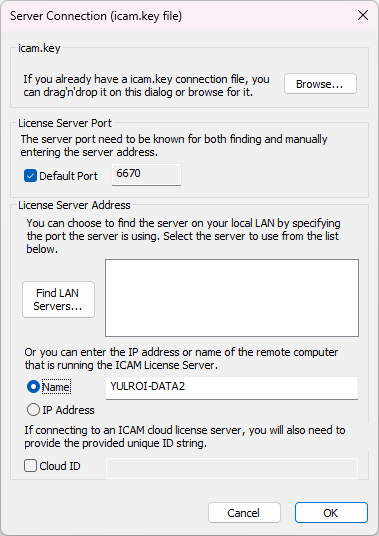 Server Connection (icam.key file)
icam.key
If you already have a icam.key connection file, you
can drag'n'drop it on this dialog or browse for it.
Browse...
License Server Port
The server port need to be known for both finding and manually
entering the server address.
Default Port
6670
License Server Address
You can choose to find the server on your local LAN by specifying
the port the server is using. Select the server to use from the list
below.
Find LAN
Servers...
Or you can enter the IP address or name of the remote computer
that is running the ICAM License Server.
Name
YULROI-DATA2
IP Address
If connecting to an ICAM cloud license server, you will also need to
provide the provided unique ID string.
Cloud ID
Cancel
OK